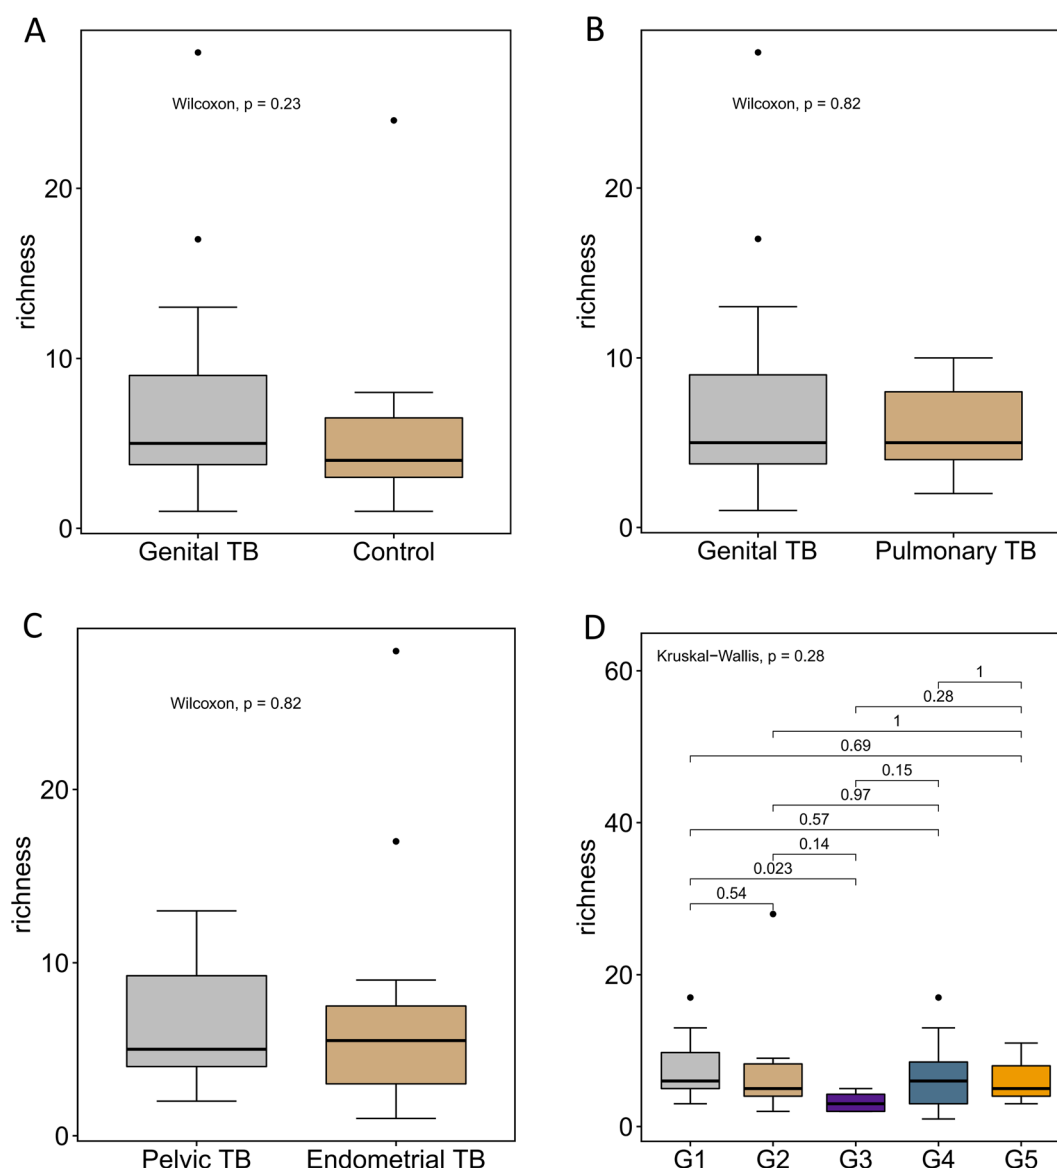 A
Wilcoxon, p = 0.23
20
10
0
richness
Genital TB
Control
B
Wilcoxon, p = 0.82
20
10
0
richness
Genital TB
Pulmonary TB
C
Wilcoxon, p = 0.82
20
10
0
richness
Pelvic TB
Endometrial TB
D
Kruskal−Wallis, p = 0.28
60
40
20
0
richness
1
0.28
1
0.69
0.15
0.97
0.57
0.14
0.023
0.54
G1
G2
G3
G4
G5